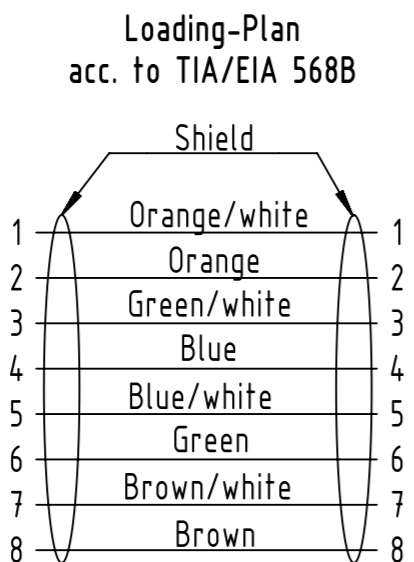 Loading-Plan
acc. to TIA/EIA 568B
Shield
1 Orange/white 1
2 Orange 2
3 Green/white 3
4 Blue 4
5 Blue/white 5
6 Green 6
7 Brown/white 7
8 Brown 8